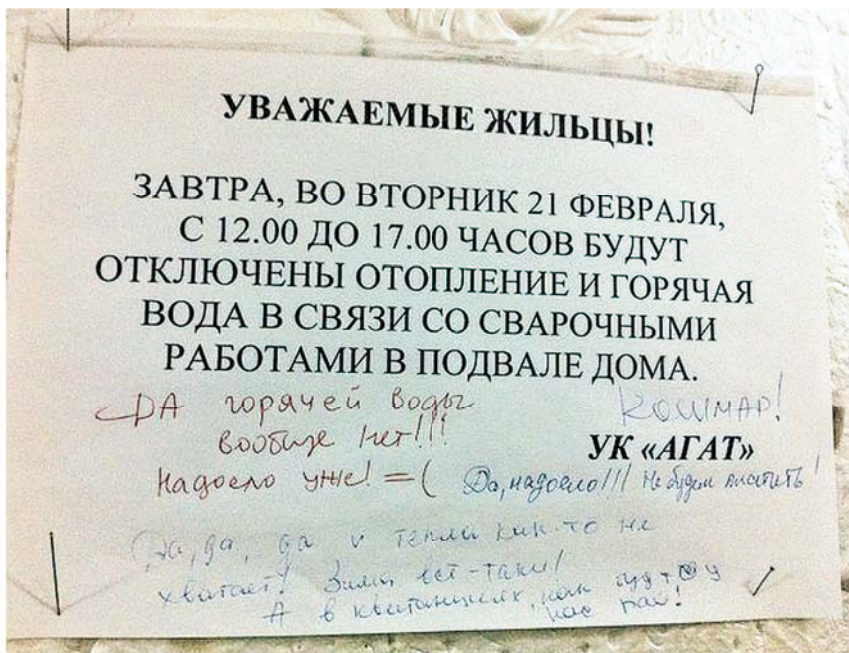 УВАЖАЕМЫЕ ЖИЛЬЦЫ!
ЗАВТРА, ВО ВТОРНИК 21 ФЕВРАЛЯ,
С 12.00 ДО 17.00 ЧАСОВ БУДУТ
ОТКЛЮЧЕНЫ ОТОПЛЕНИЕ И ГОРЯЧАЯ
ВОДА В СВЯЗИ СО СВАРОЧНЫМИ
РАБОТАМИ В ПОДВАЛЕ ДОМА.
ДА горячей воды
вообще нет!!!
Надоело уже! =(
КОШМАР!
УК «АГАТ»
Да, надоело!!! Не будем платить!
Да, да, да и тепла как-то не
хватает! Зима всё-таки!
А в квитанциях, как будто у
нас рай!